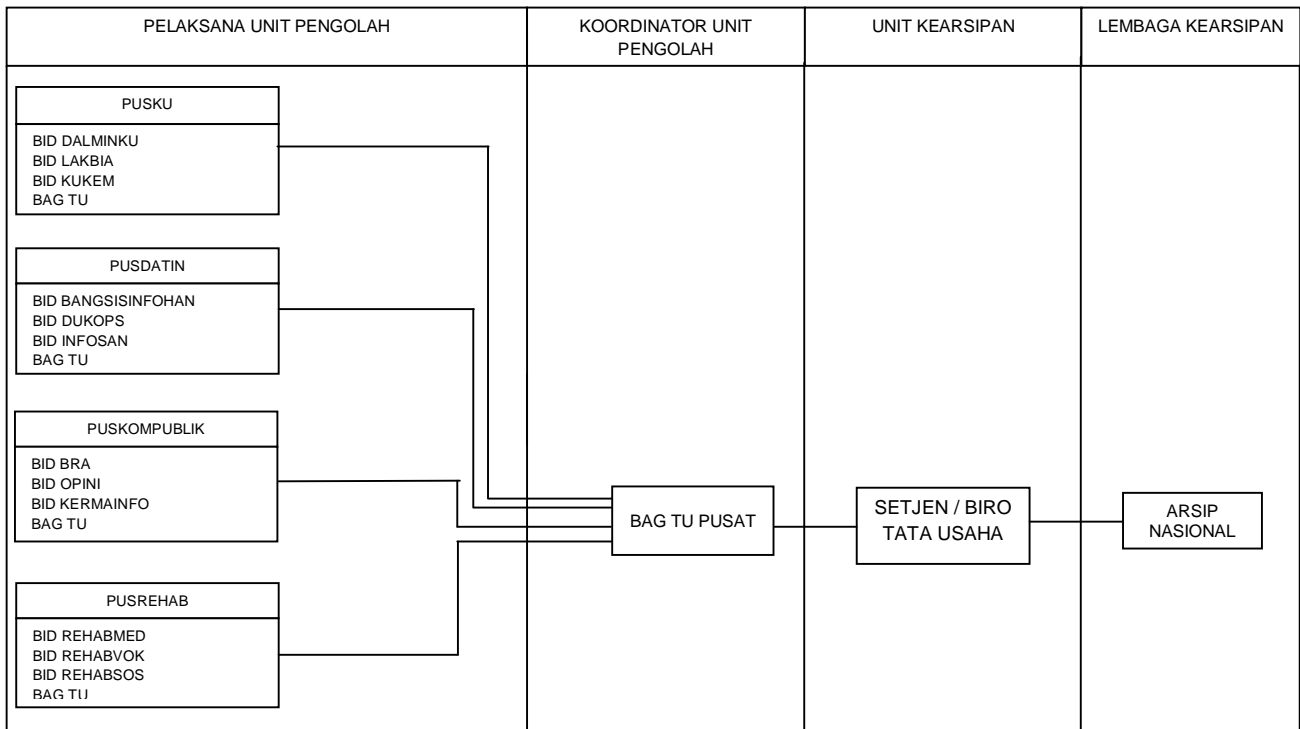 PELAKSANA UNIT PENGOLAH
KOORDINATOR UNIT
PENGOLAH
UNIT KEARSIPAN
LEMBAGA KEARSIPAN
PUSKU
BID DALMINKU
BID LAKBIA
BID KUKEM
BAG TU
PUSDATIN
BID BANGSISINFOHAN
BID DUKOPS
BID INFOSAN
BAG TU
PUSKOMPUBLIK
BID BRA
BID OPINI
BID KERMAINFO
BAG TU
PUSREHAB
BID REHABMED
BID REHABVOK
BID REHABSOS
BAG TU
BAG TU PUSAT
SETJEN / BIRO
TATA USAHA
ARSIP
NASIONAL